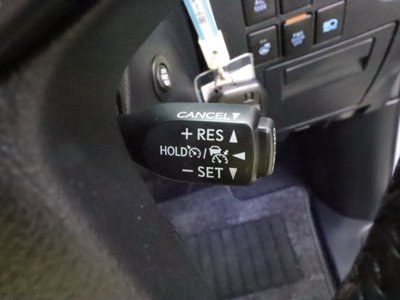 CANCEL▼
+ RES ▲
HOLD / ◄
− SET ▼